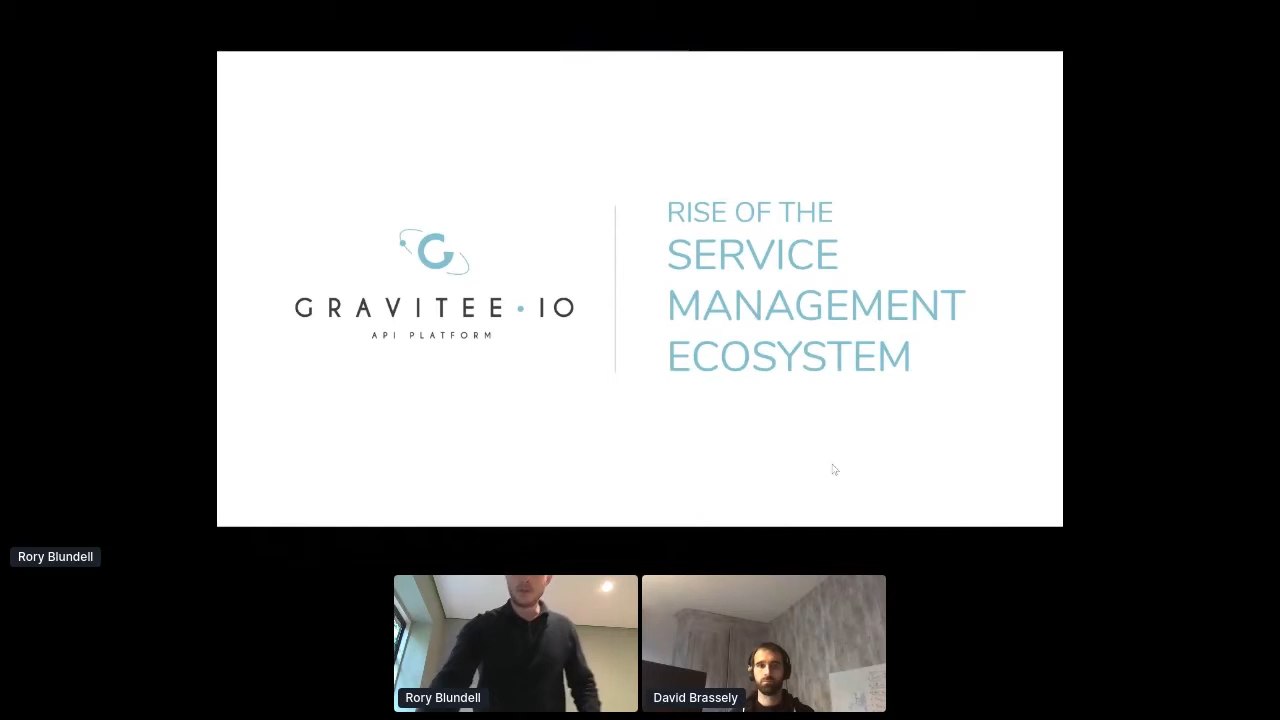 RISE OF THE
SERVICE
MANAGEMENT
ECOSYSTEM
G
GRAVITEE•IO
API PLATFORM
Rory Blundell
Rory Blundell
David Brassely